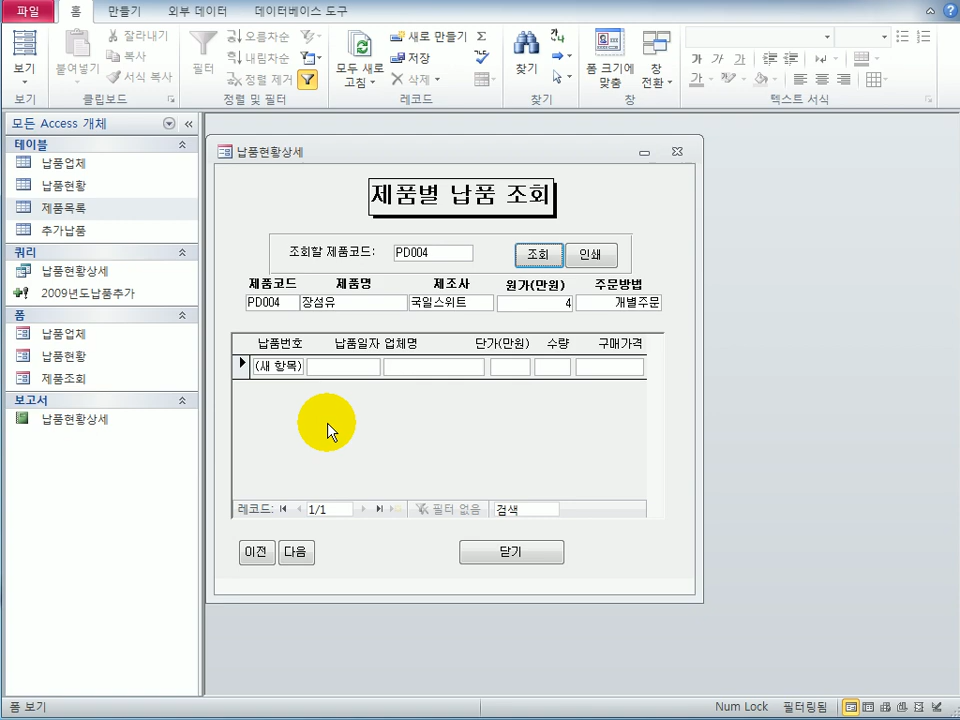 파일 홈 만들기 외부 데이터 데이터베이스 도구
보기 붙여넣기 잘라내기 복사 서식 복사
필터 오름차순 내림차순 정렬 제거
모두 새로 고침 새로 만들기 저장 삭제
찾기
폼 크기에 맞춤 창 전환
가 가 가 가 가
보기 클립보드 정렬 및 필터 레코드 찾기 창 텍스트 서식
모든 Access 개체
테이블
납품업체
납품현황
제품목록
추가납품
쿼리
납품현황상세
2009년도납품추가
폼
납품업체
납품현황
제품조회
보고서
납품현황상세
납품현황상세
제품별 납품 조회
조회할 제품코드: PD004 조회 인쇄
제품코드 제품명 제조사 원가(만원) 주문방법
PD004 장섬유 국일스위트 4 개별주문
납품번호 납품일자 업체명 단가(만원) 수량 구매가격
(새 항목)
레코드: 1/1 필터 없음 검색
이전 다음 닫기
폼 보기 Num Lock 필터링됨